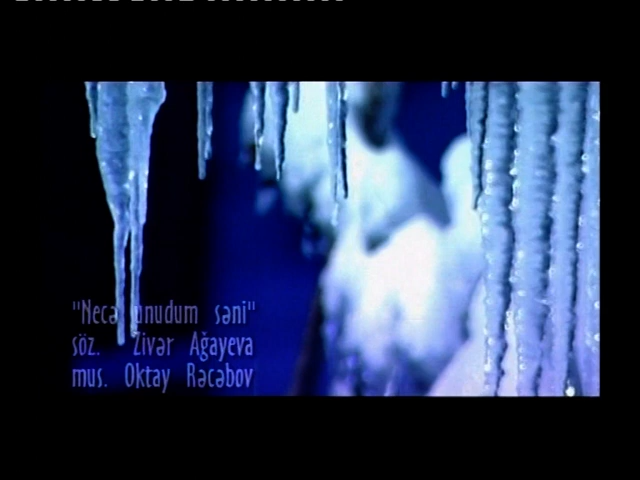 "Necə unudum səni"
söz. Zivər Ağayeva
mus. Oktay Rəcəbov